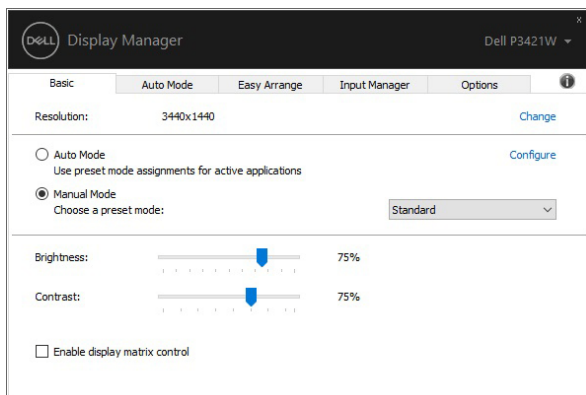 DELL Display Manager Dell P3421W
Basic Auto Mode Easy Arrange Input Manager Options
Resolution: 3440x1440 Change
Auto Mode Configure
Use preset mode assignments for active applications
Manual Mode
Choose a preset mode: Standard
Brightness: 75%
Contrast: 75%
Enable display matrix control